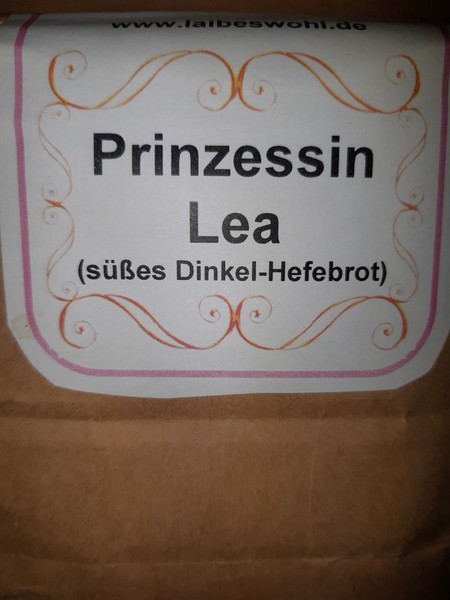 www.laibeswohl.de
Prinzessin
Lea
(süßes Dinkel-Hefebrot)